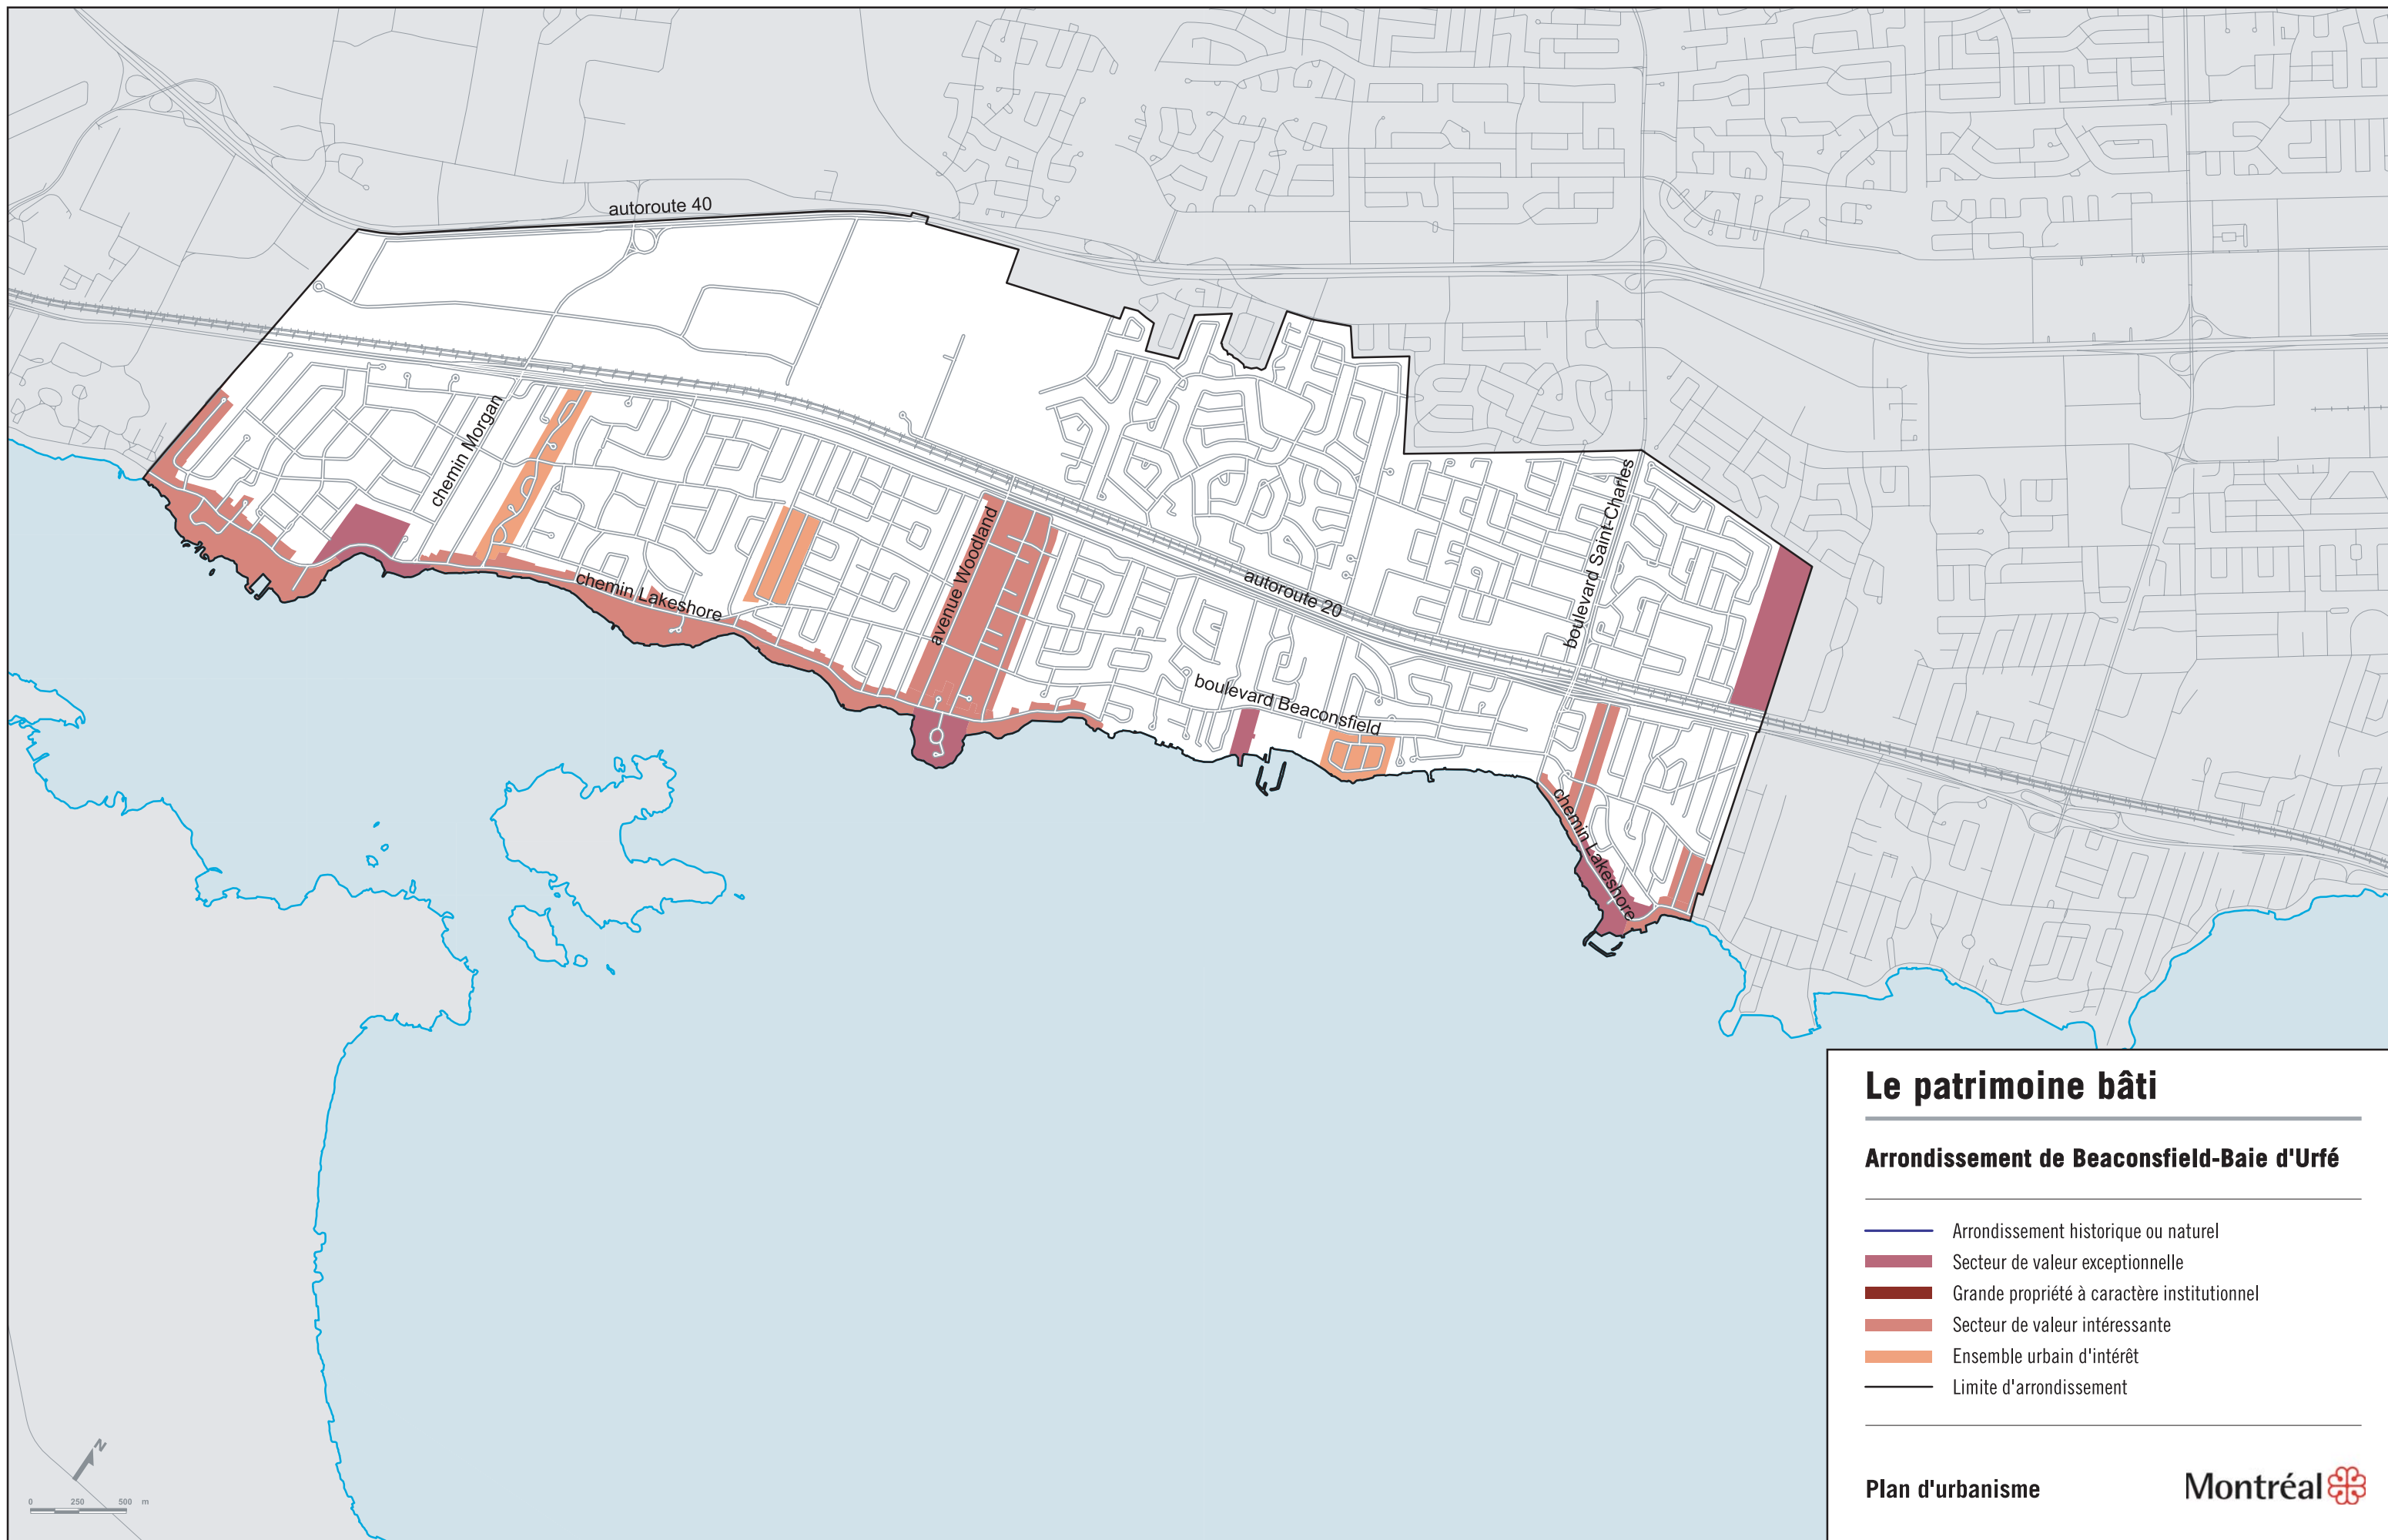 autoroute 40
chemin Morgan
chemin Lakeshore
avenue Woodland
autoroute 20
boulevard Saint-Charles
boulevard Beaconsfield
chemin Lakeshore
Le patrimoine bâti
Arrondissement de Beaconsfield-Baie d'Urfé
Arrondissement historique ou naturel
Secteur de valeur exceptionnelle
Grande propriété à caractère institutionnel
Secteur de valeur intéressante
Ensemble urbain d'intérêt
Limite d'arrondissement
Plan d'urbanisme
Montréal
N
0 250 500 m